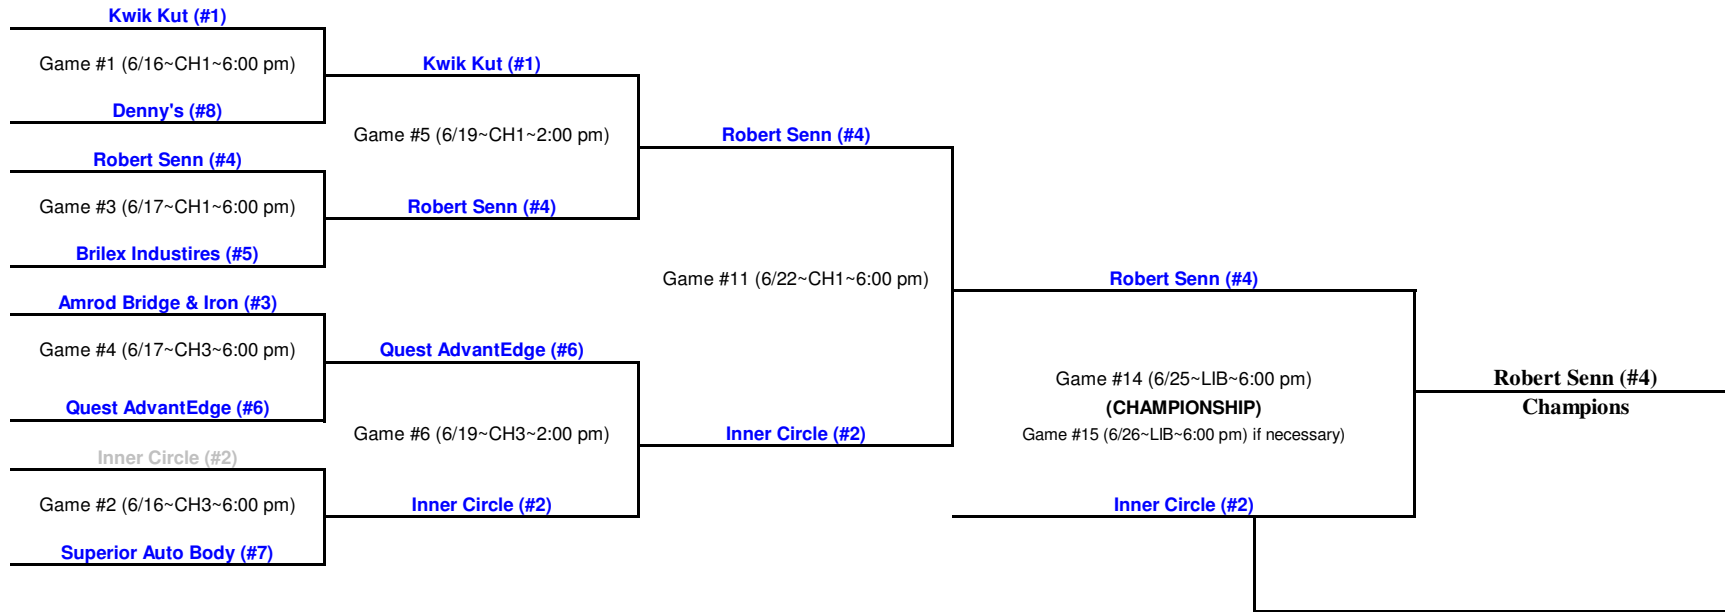 Kwik Kut (#1)
Game #1 (6/16~CH1~6:00 pm)
Kwik Kut (#1)
Denny's (#8)
Game #5 (6/19~CH1~2:00 pm)
Robert Senn (#4)
Robert Senn (#4)
Game #3 (6/17~CH1~6:00 pm)
Robert Senn (#4)
Brilex Industires (#5)
Game #11 (6/22~CH1~6:00 pm)
Robert Senn (#4)
Amrod Bridge & Iron (#3)
Game #4 (6/17~CH3~6:00 pm)
Quest AdvantEdge (#6)
Game #14 (6/25~LIB~6:00 pm)
Robert Senn (#4)
Quest AdvantEdge (#6)
(CHAMPIONSHIP)
Champions
Game #6 (6/19~CH3~2:00 pm)
Inner Circle (#2)
Game #15 (6/26~LIB~6:00 pm) if necessary)
Inner Circle (#2)
Game #2 (6/16~CH3~6:00 pm)
Inner Circle (#2)
Inner Circle (#2)
Superior Auto Body (#7)